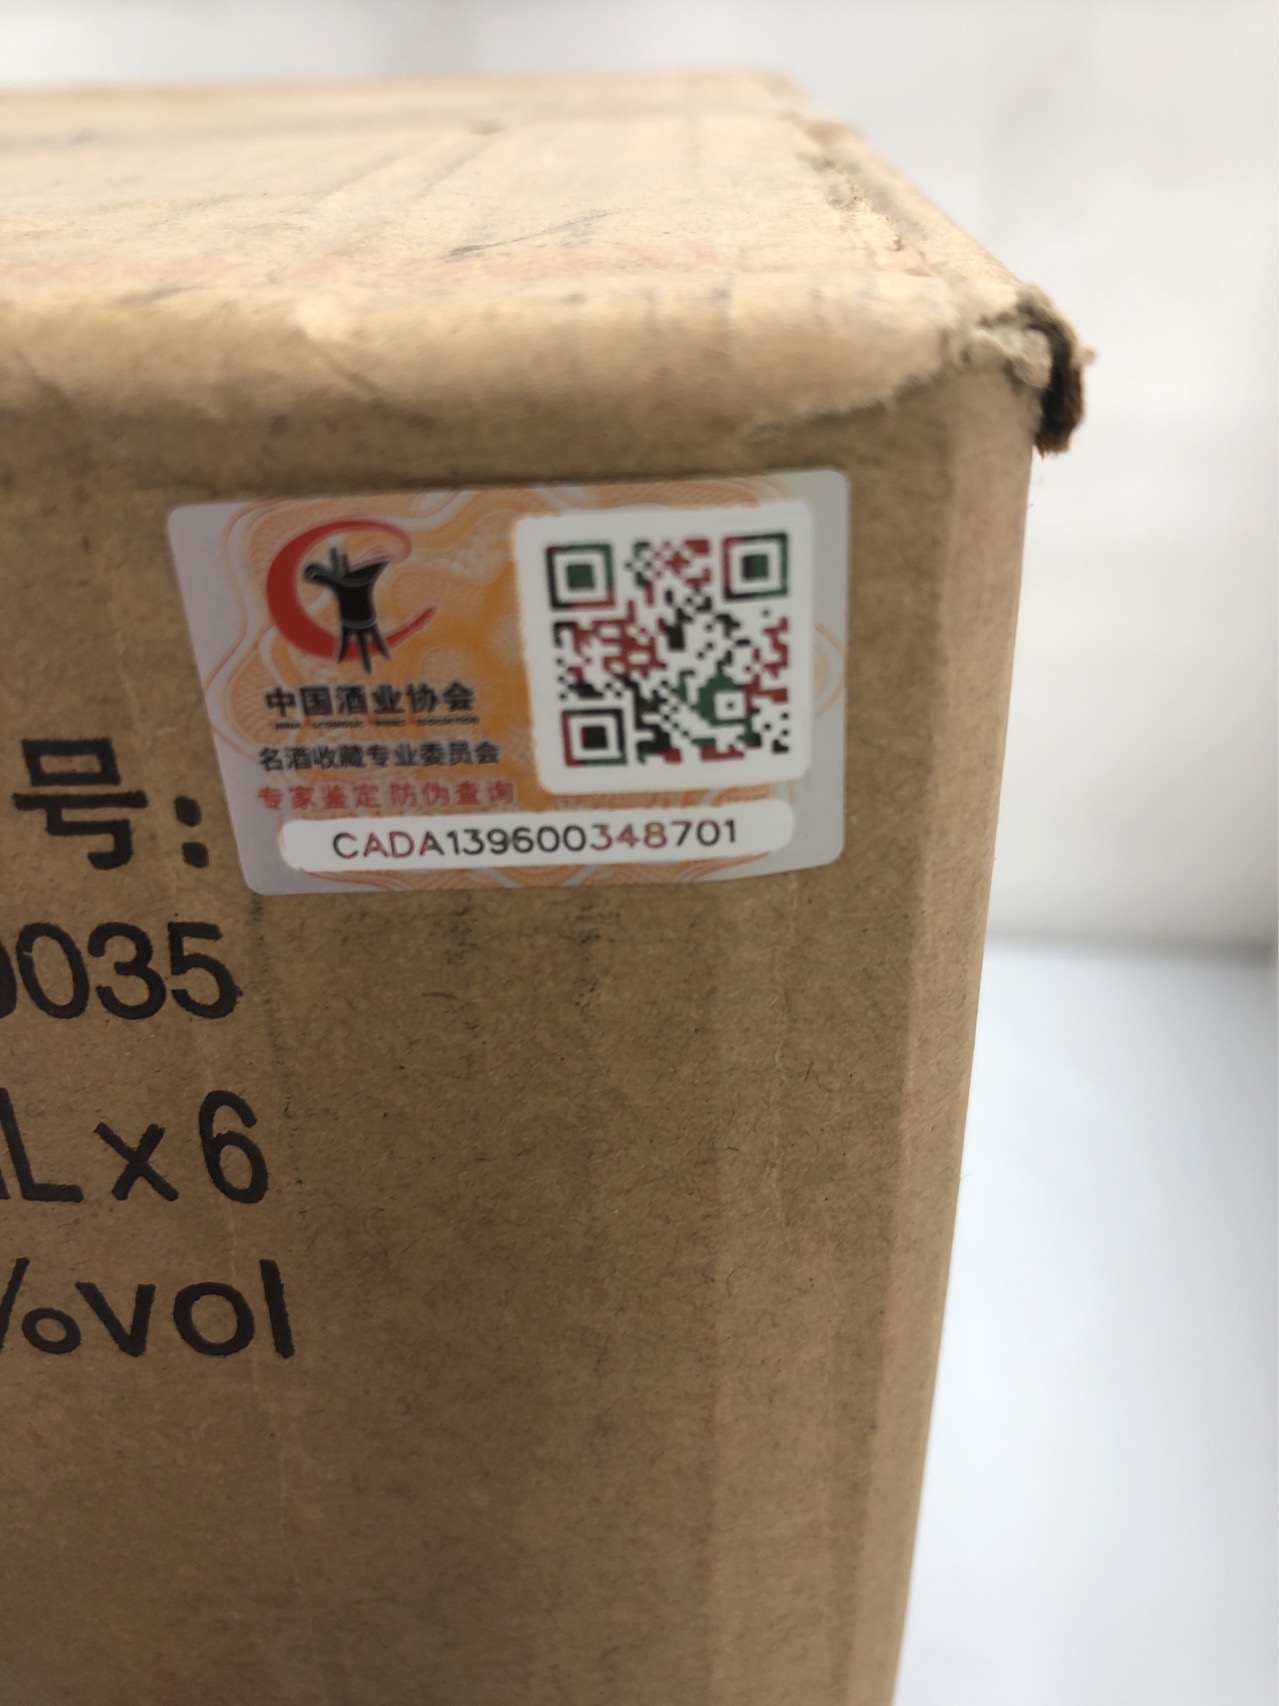 中国酒业协会
名酒收藏专业委员会
专家鉴定 防伪查询
CADA139600348701
号:
0035
L x 6
%vol